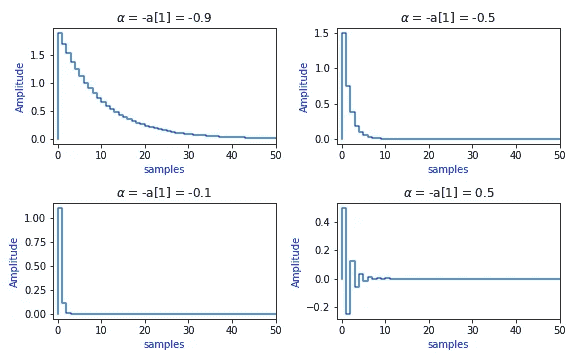 α = -a[1] = -0.9
Amplitude
1.5
1.0
0.5
0.0
0 10 20 30 40 50
samples
α = -a[1] = -0.5
Amplitude
1.5
1.0
0.5
0.0
0 10 20 30 40 50
samples
α = -a[1] = -0.1
Amplitude
1.00
0.75
0.50
0.25
0.00
0 10 20 30 40 50
samples
α = -a[1] 0.5
Amplitude
0.4
0.2
0.0
−0.2
0 10 20 30 40 50
samples